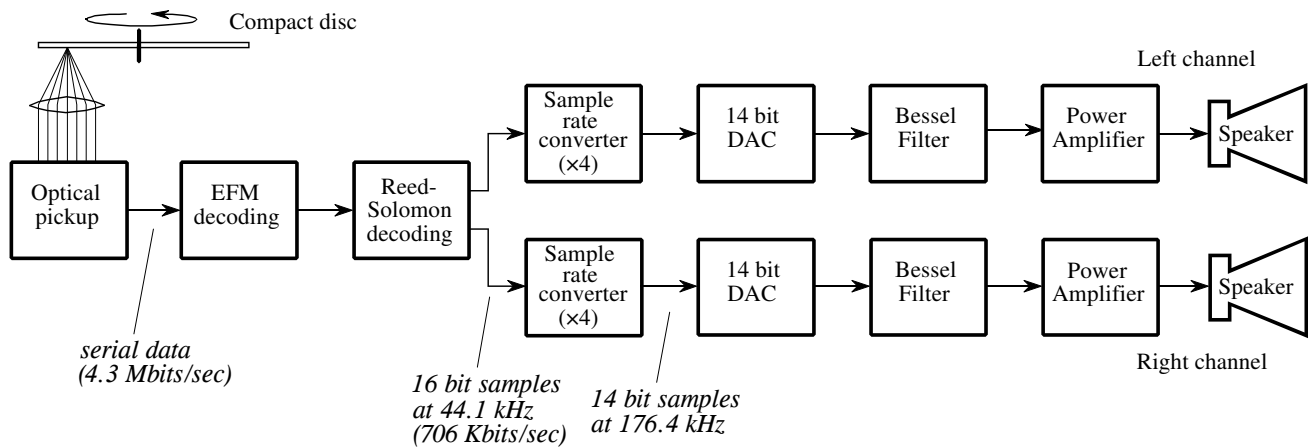 Compact disc
Optical
pickup
serial data
(4.3 Mbits/sec)
EFM
decoding
Reed-
Solomon
decoding
16 bit samples
at 44.1 kHz
(706 Kbits/sec)
Left channel
Sample
rate
converter
(×4)
14 bit
DAC
Bessel
Filter
Power
Amplifier
Speaker
Sample
rate
converter
(×4)
14 bit samples
at 176.4 kHz
14 bit
DAC
Bessel
Filter
Power
Amplifier
Speaker
Right channel